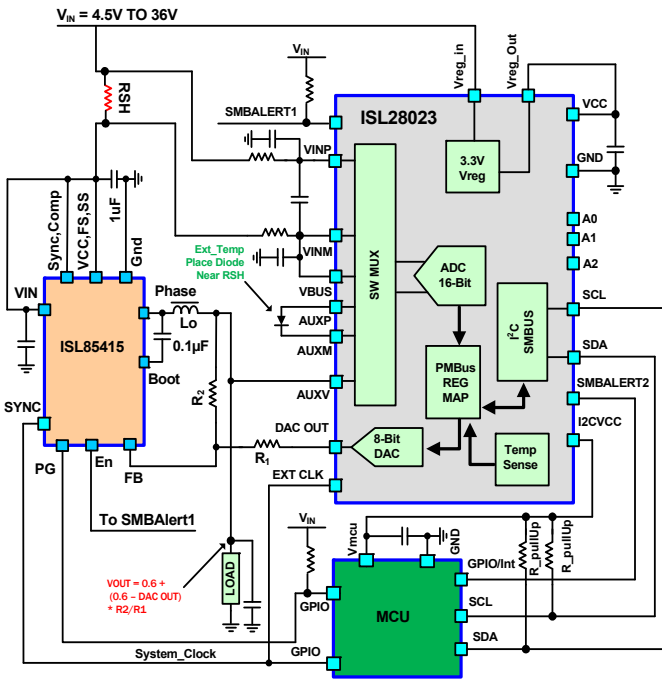 VIN = 4.5V TO 36V
RSH
VIN
SMBALERT1
Vreg_in
Vreg_Out
ISL28023
VCC
3.3V
Vreg
GND
VINP
A0
A1
A2
1uF
Sync,Comp
VCC,FS,SS
Gnd
VINM
Ext_Temp
Place Diode
Near RSH
SW MUX
ADC
16-Bit
VBUS
AUXP
AUXM
AUXV
I2C
SMBUS
SCL
SDA
VIN
Phase
Lo
ISL85415
0.1µF
Boot
PMBus
REG
MAP
SMBALERT2
I2CVCC
R2
SYNC
PG
En
FB
R1
DAC OUT
8-Bit
DAC
Temp
Sense
EXT CLK
To SMBAlert1
VIN
Vmcu
GND
R_pullUp
R_pullUp
GPIO/Int
VOUT = 0.6 +
(0.6 – DAC OUT)
* R2/R1
LOAD
GPIO
MCU
SCL
SDA
System_Clock
GPIO